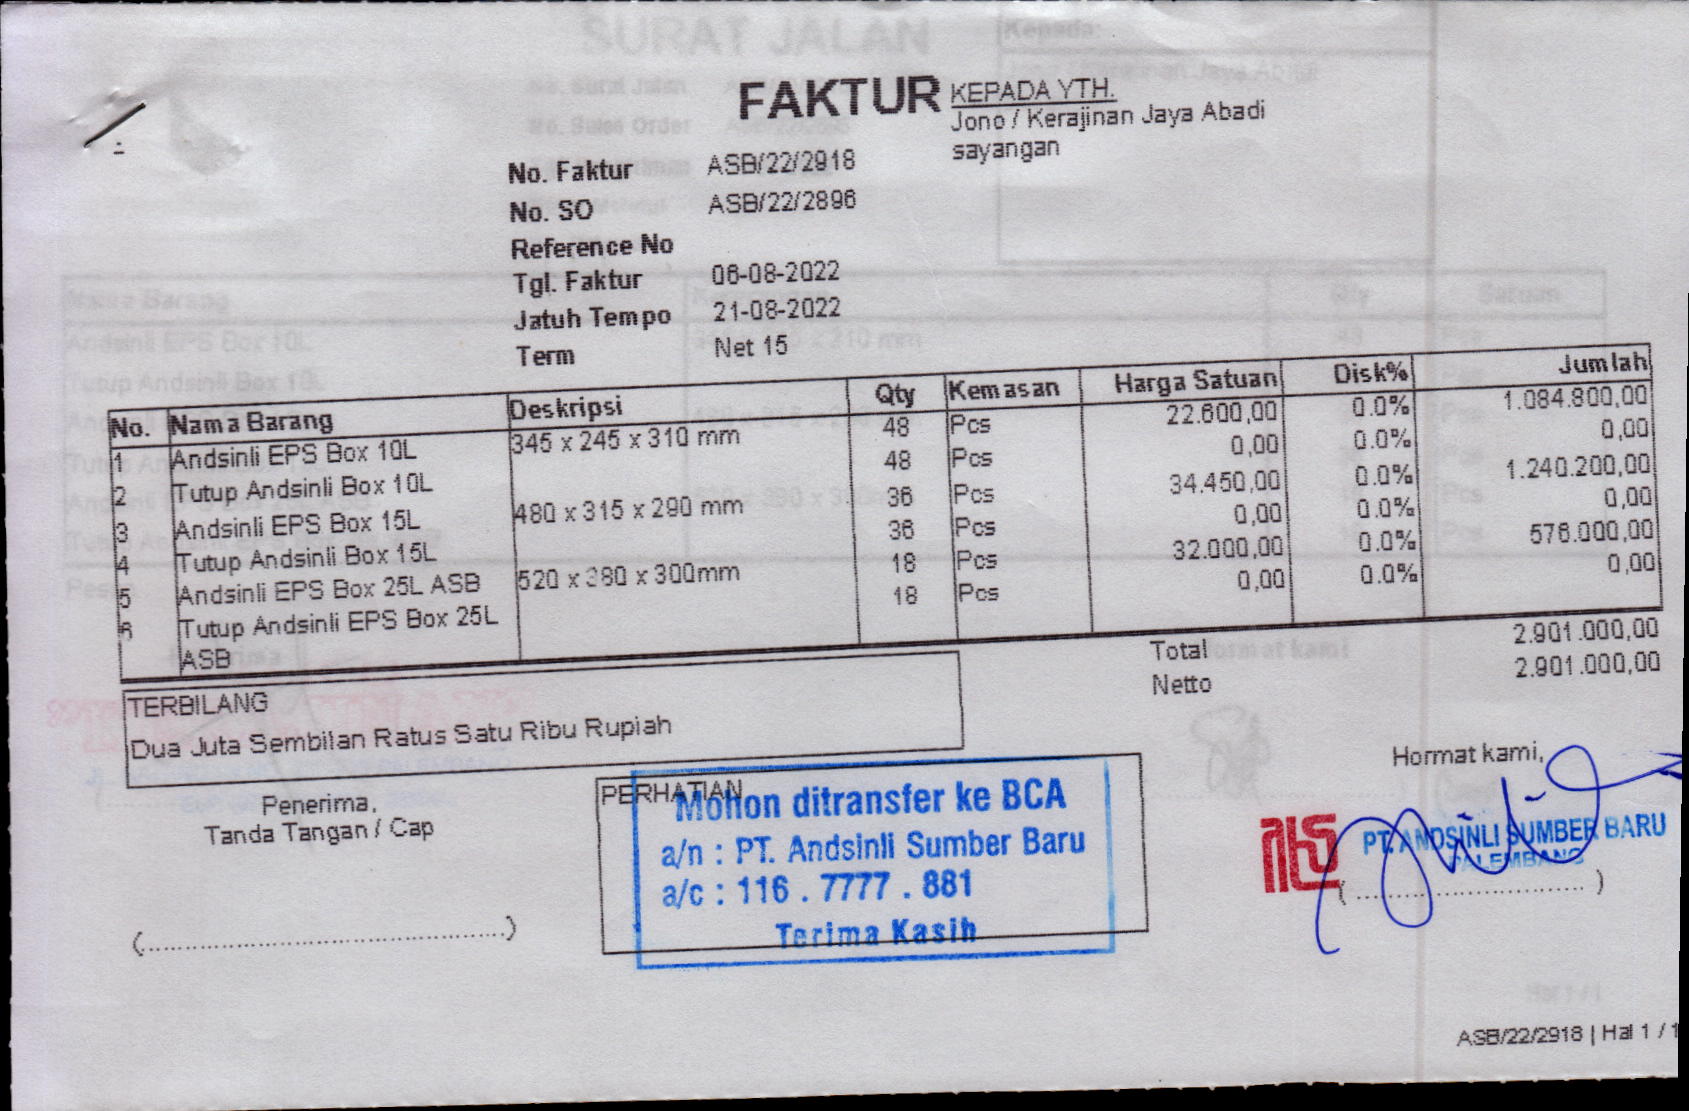 FAKTUR
KEPADA YTH.
Jono / Kerajinan Jaya Abadi
sayangan
No. Faktur ASB/22/2918
No. SO ASB/22/2896
Reference No
Tgl. Faktur 06-08-2022
Jatuh Tempo 21-08-2022
Term Net 15
No. Nama Barang Deskripsi Qty Kemasan Harga Satuan Disk% Jumlah
1 Andsinli EPS Box 10L 345 x 245 x 310 mm 48 Pcs 22.600,00 0.0% 1.084.800,00
2 Tutup Andsinli Box 10L 48 Pcs 0,00 0.0% 0,00
3 Andsinli EPS Box 15L 480 x 315 x 290 mm 36 Pcs 34.450,00 0.0% 1.240.200,00
4 Tutup Andsinli Box 15L 36 Pcs 0,00 0.0% 0,00
5 Andsinli EPS Box 25L ASB 520 x 380 x 300mm 18 Pcs 32.000,00 0.0% 576.000,00
6 Tutup Andsinli EPS Box 25L 18 Pcs 0,00 0.0% 0,00
ASB
Total 2.901.000,00
Netto 2.901.000,00
TERBILANG
Dua Juta Sembilan Ratus Satu Ribu Rupiah
Penerima,
Tanda Tangan / Cap
(....................................................)
PERHATIAN
Mohon ditransfer ke BCA
a/n : PT. Andsinli Sumber Baru
a/c : 116 . 7777 . 881
Terima Kasih
Hormat kami,
PT. ANDSINLI SUMBER BARU
PALEMBANG
(..................................)
ASB/22/2918 | Hal 1 / 1